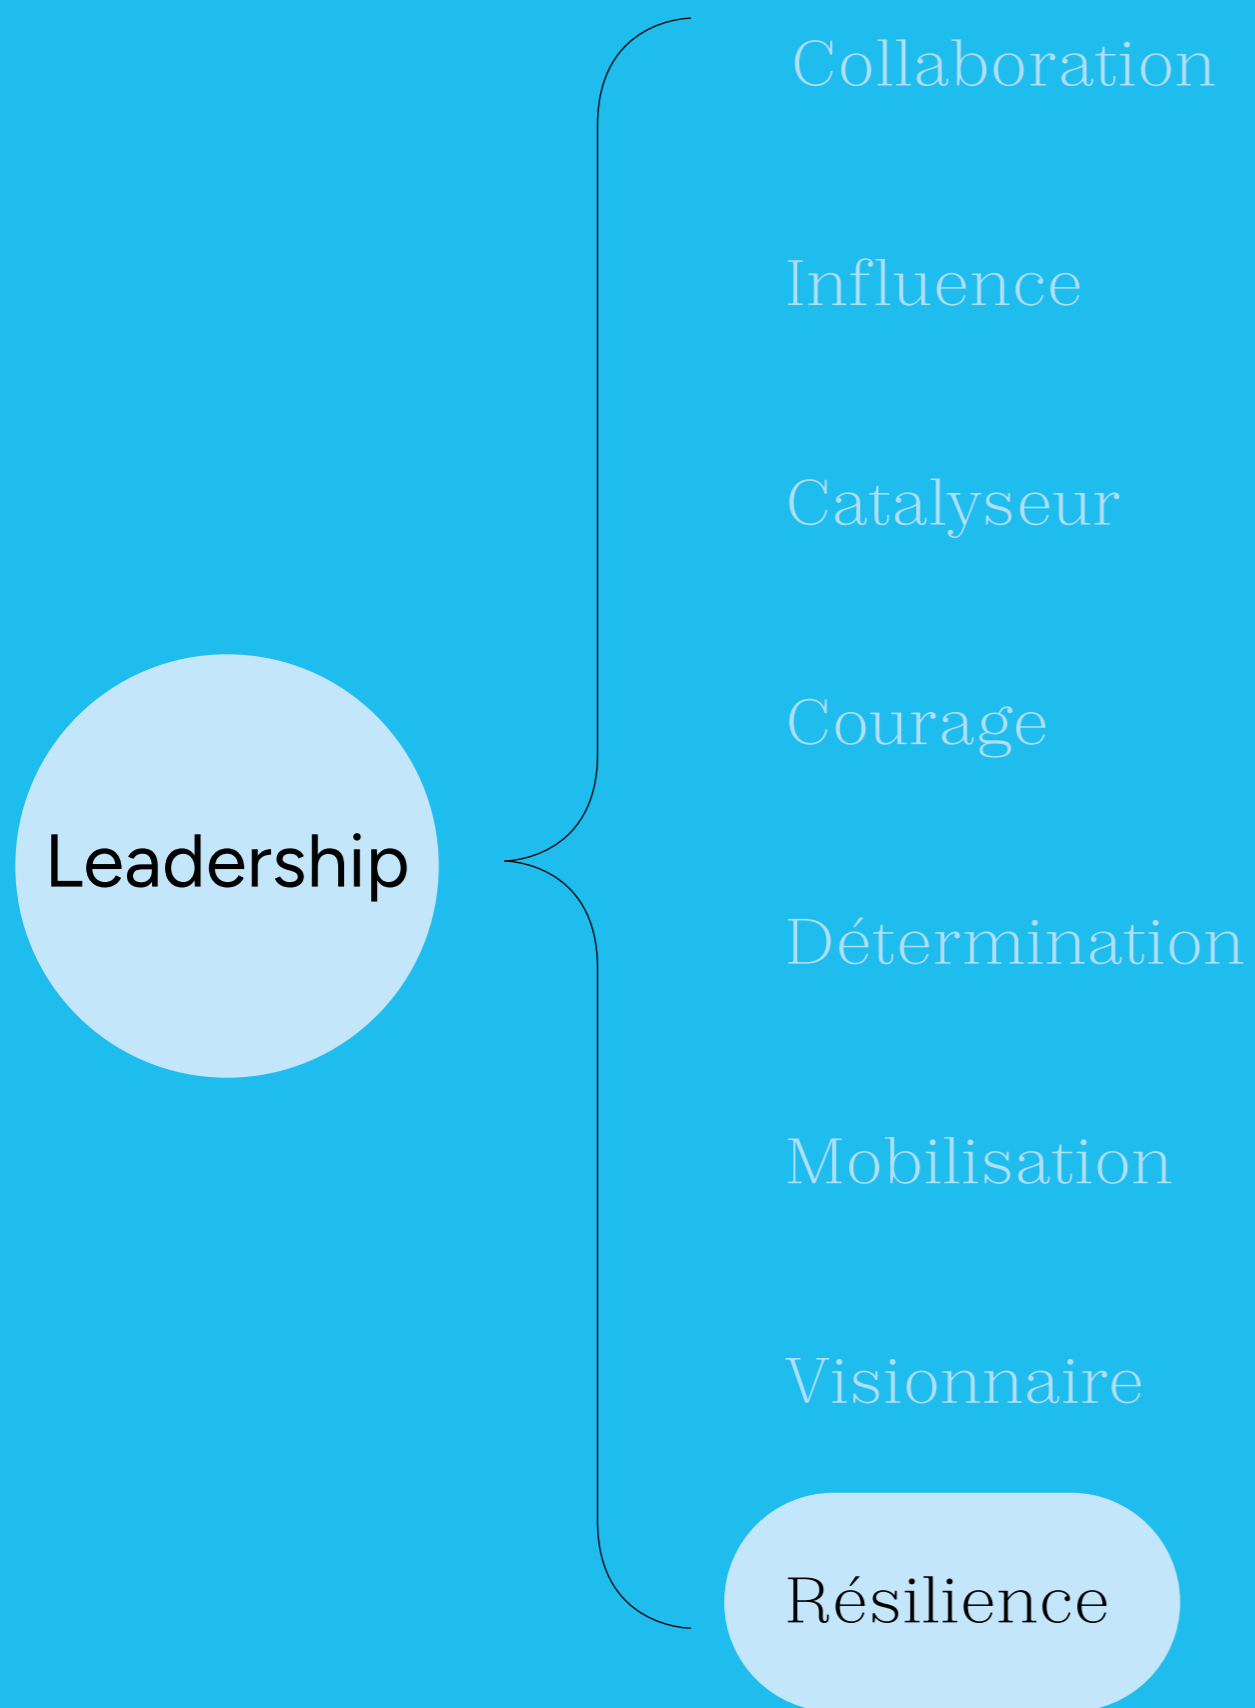 Leadership
Collaboration
Influence
Catalyseur
Courage
Détermination
Mobilisation
Visionnaire
Résilience